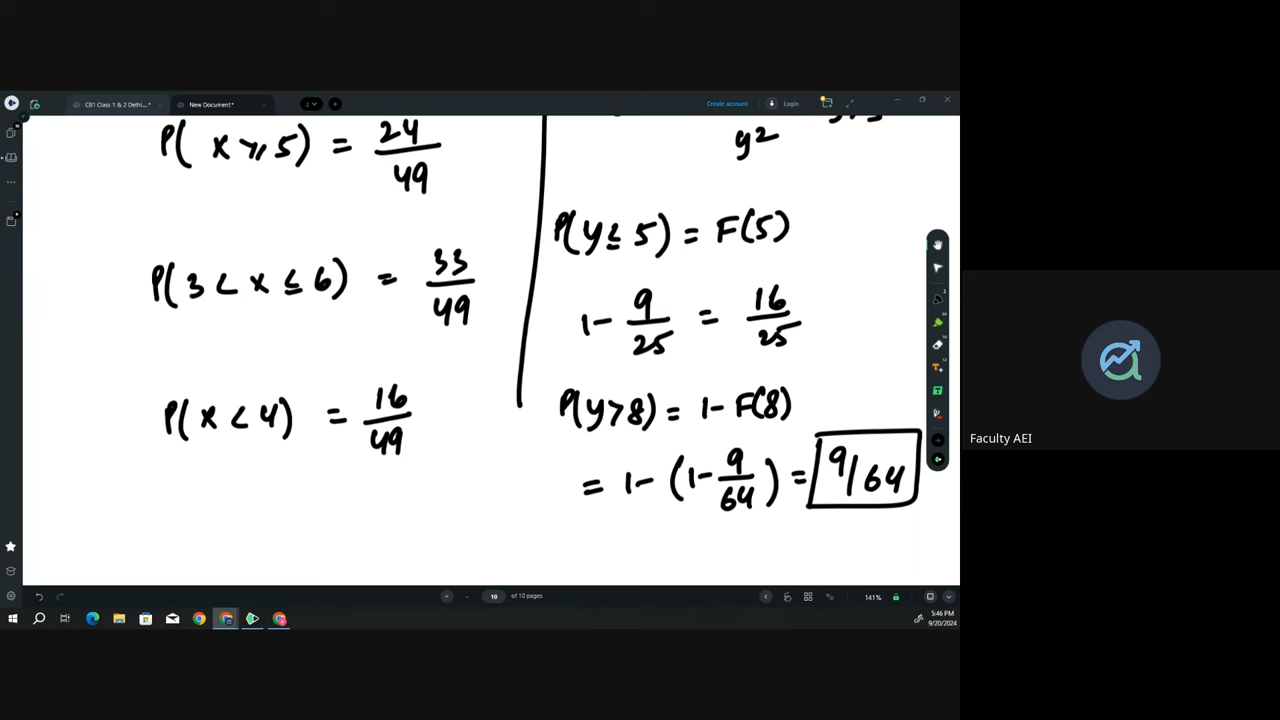 CB1 Class 1 & 2 Delhi...*
New Document*
2
Create account
Login
P( x ≥ 5 ) = 24/49
P( 3 < x ≤ 6 ) = 33/49
P( x < 4 ) = 16/49
y²
P(y ≤ 5) = F(5)
1 - 9/25 = 16/25
P(y > 8) = 1 - F(8)
= 1 - (1 - 9/64) = 9/64
Faculty AEI
10 of 10 pages
141%
5:46 PM
9/20/2024